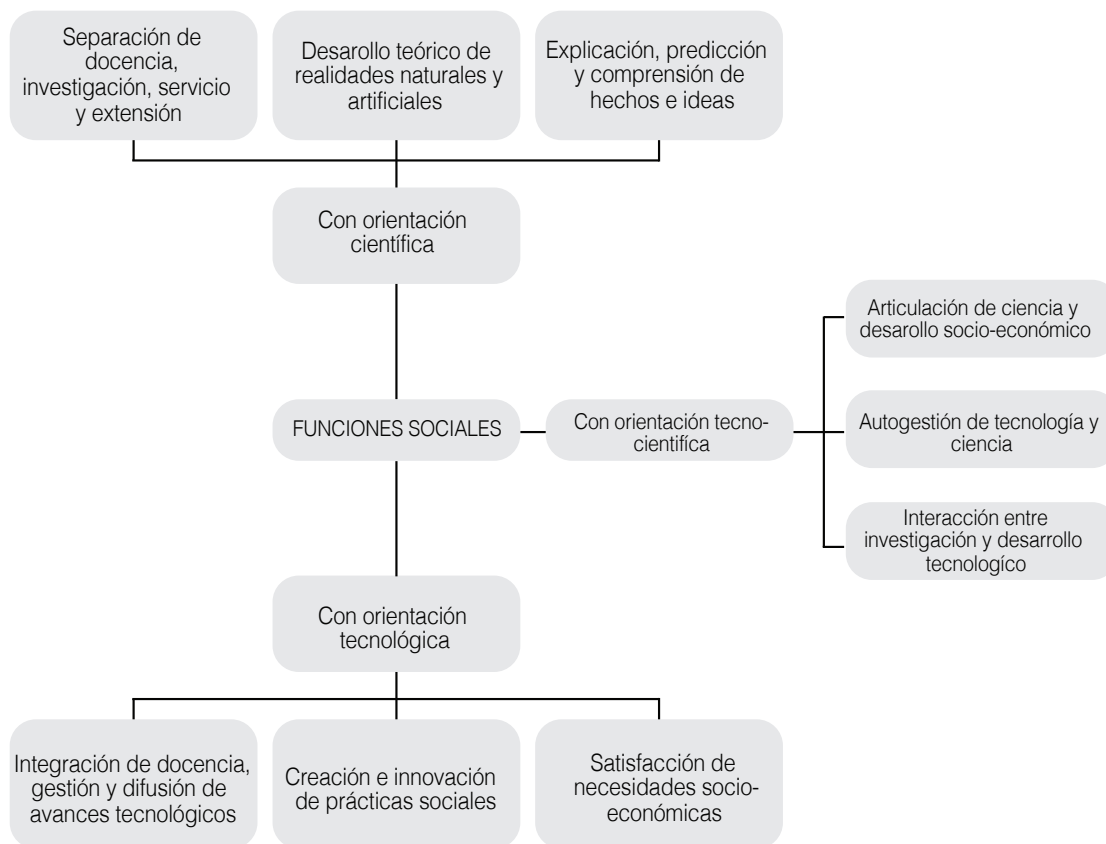 Separación de
docencia,
investigación, servicio
y extensión
Desarollo teórico de
realidades naturales y
artificiales
Explicación, predicción
y comprensión de
hechos e ideas
Con orientación
científica
Articulación de ciencia y
desarollo socio-económico
FUNCIONES SOCIALES
Con orientación tecno-
cientifíca
Autogestión de tecnología y
ciencia
Interacción entre
investigación y desarrollo
tecnologíco
Con orientación
tecnológica
Integración de docencia,
gestión y difusión de
avances tecnológicos
Creación e innovación
de prácticas sociales
Satisfacción de
necesidades socio-
económicas